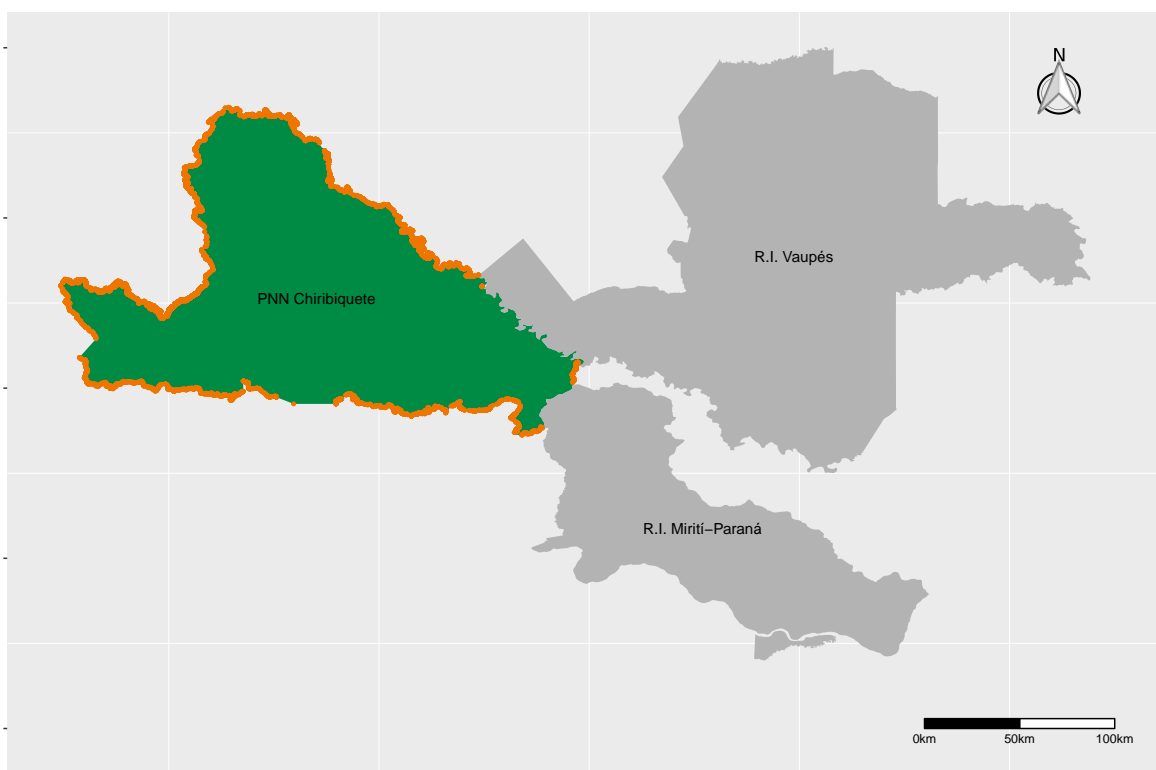 N
R.I. Vaupés
PNN Chiribiquete
R.I. Mirití−Paraná
0km 50km 100km